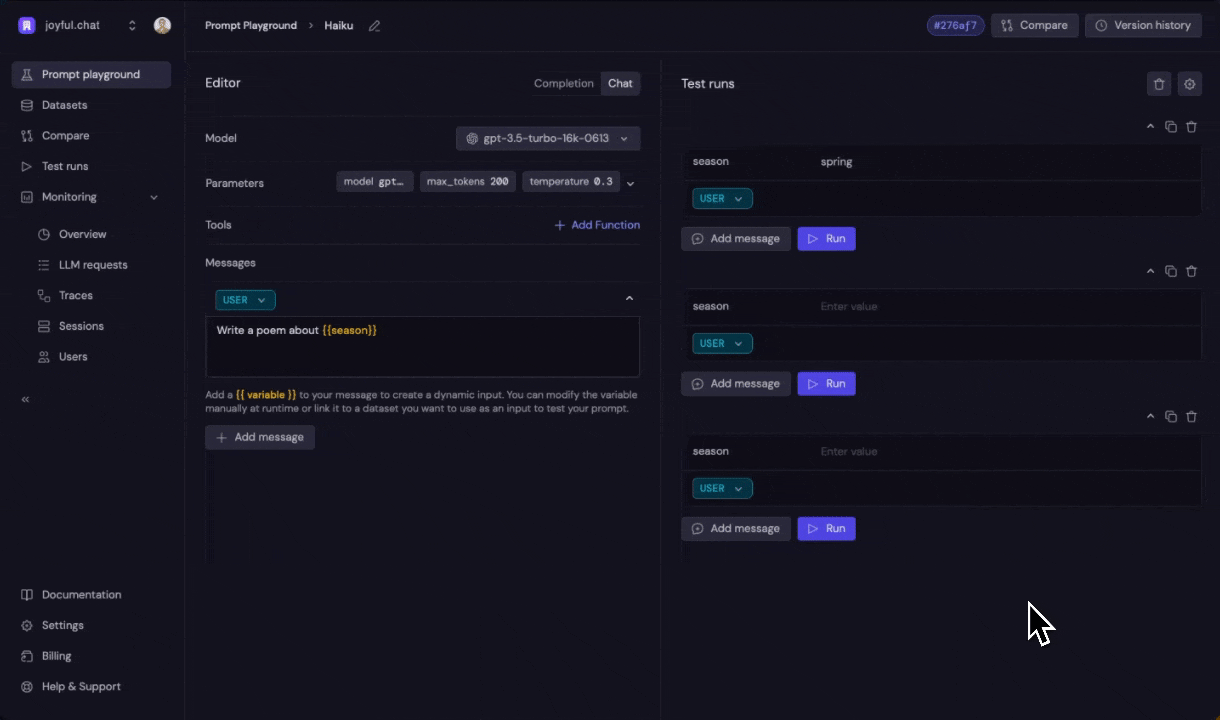 joyful.chat
Prompt Playground > Haiku
#276af7
Compare
Version history
Prompt playground
Datasets
Compare
Test runs
Monitoring
Overview
LLM requests
Traces
Sessions
Users
«
Documentation
Settings
Billing
Help & Support
Editor
Completion
Chat
Model
gpt-3.5-turbo-16k-0613
Parameters
model gpt…
max_tokens 200
temperature 0.3
Tools
+ Add Function
Messages
USER
Write a poem about {{season}}
Add a {{ variable }} to your message to create a dynamic input. You can modify the variable
manually at runtime or link it to a dataset you want to use as an input to test your prompt.
+ Add message
Test runs
season spring
USER
Add message
Run
season Enter value
USER
Add message
Run
season Enter value
USER
Add message
Run